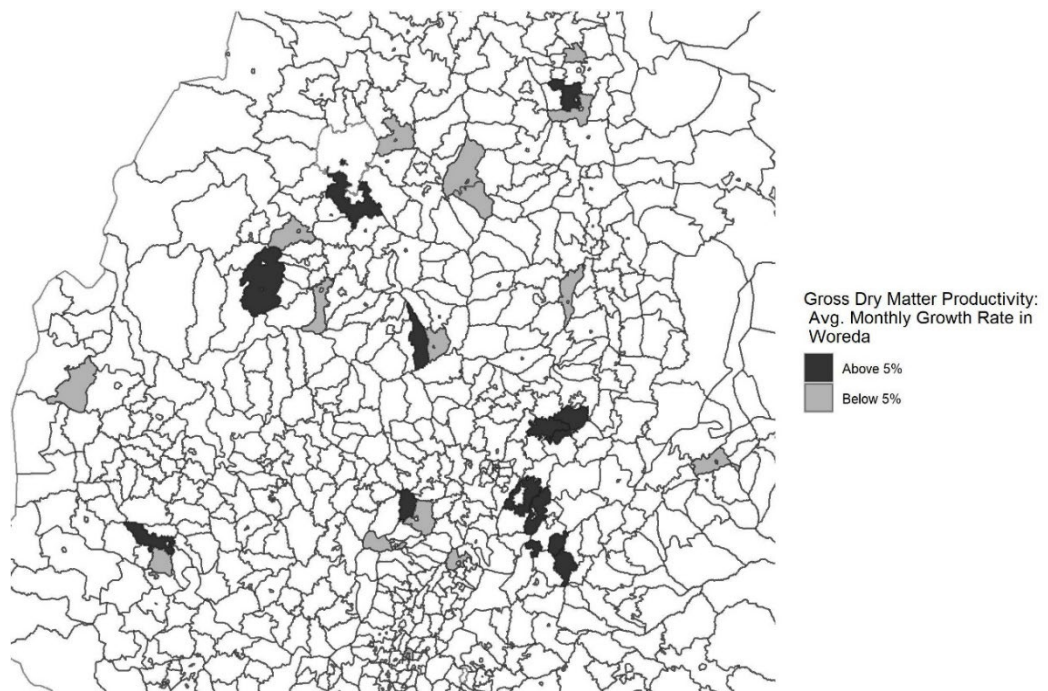 Gross Dry Matter Productivity:
Avg. Monthly Growth Rate in
Woreda
Above 5%
Below 5%